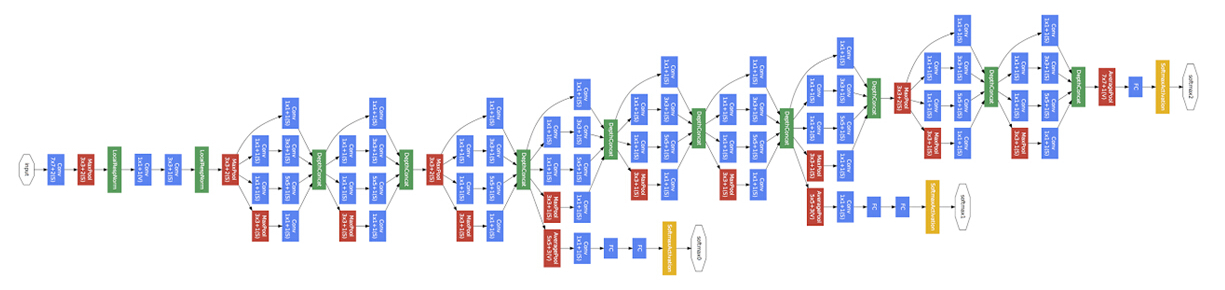 input
Conv
7x7+2(S)
MaxPool
3x3+2(S)
LocalRespNorm
Conv
1x1+1(V)
Conv
3x3+1(S)
LocalRespNorm
MaxPool
3x3+2(S)
Conv
1x1+1(S)
Conv
1x1+1(S)
MaxPool
3x3+1(S)
Conv
1x1+1(S)
Conv
3x3+1(S)
Conv
5x5+1(S)
Conv
1x1+1(S)
DepthConcat
Conv
1x1+1(S)
Conv
1x1+1(S)
MaxPool
3x3+1(S)
Conv
1x1+1(S)
Conv
3x3+1(S)
Conv
5x5+1(S)
Conv
1x1+1(S)
DepthConcat
MaxPool
3x3+2(S)
Conv
1x1+1(S)
Conv
1x1+1(S)
MaxPool
3x3+1(S)
Conv
1x1+1(S)
Conv
3x3+1(S)
Conv
5x5+1(S)
Conv
1x1+1(S)
DepthConcat
Conv
1x1+1(S)
Conv
1x1+1(S)
MaxPool
3x3+1(S)
AveragePool
5x5+3(V)
Conv
1x1+1(S)
Conv
3x3+1(S)
Conv
5x5+1(S)
Conv
1x1+1(S)
Conv
1x1+1(S)
DepthConcat
FC
Conv
1x1+1(S)
Conv
1x1+1(S)
MaxPool
3x3+1(S)
FC
Conv
1x1+1(S)
Conv
3x3+1(S)
Conv
5x5+1(S)
Conv
1x1+1(S)
SoftmaxActivation
DepthConcat
softmax0
Conv
1x1+1(S)
Conv
1x1+1(S)
MaxPool
3x3+1(S)
Conv
1x1+1(S)
Conv
3x3+1(S)
Conv
5x5+1(S)
Conv
1x1+1(S)
DepthConcat
Conv
1x1+1(S)
Conv
1x1+1(S)
MaxPool
3x3+1(S)
AveragePool
5x5+3(V)
Conv
1x1+1(S)
Conv
3x3+1(S)
Conv
5x5+1(S)
Conv
1x1+1(S)
Conv
1x1+1(S)
DepthConcat
FC
MaxPool
3x3+2(S)
FC
Conv
1x1+1(S)
Conv
1x1+1(S)
MaxPool
3x3+1(S)
SoftmaxActivation
Conv
1x1+1(S)
Conv
3x3+1(S)
Conv
5x5+1(S)
Conv
1x1+1(S)
softmax1
DepthConcat
Conv
1x1+1(S)
Conv
1x1+1(S)
MaxPool
3x3+1(S)
Conv
1x1+1(S)
Conv
3x3+1(S)
Conv
5x5+1(S)
Conv
1x1+1(S)
DepthConcat
AveragePool
7x7+1(V)
FC
SoftmaxActivation
softmax2